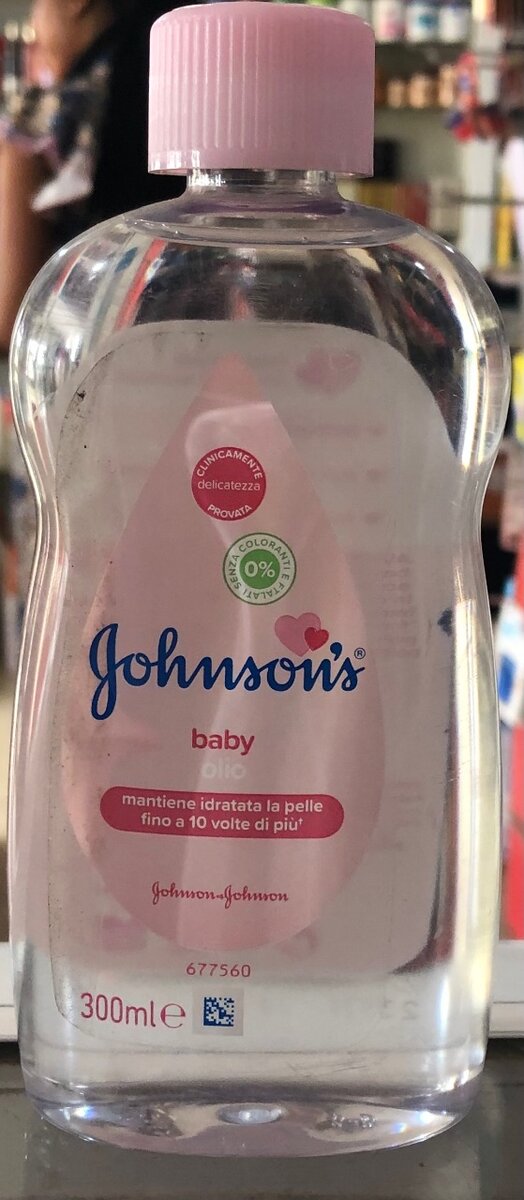 CLINICAMENTE
delicatezza
PROVATA
SENZA COLORANTI E FTALATI
0%
Johnson's®
baby
olio
mantiene idratata la pelle
fino a 10 volte di più†
Johnson&Johnson
677560
300ml e